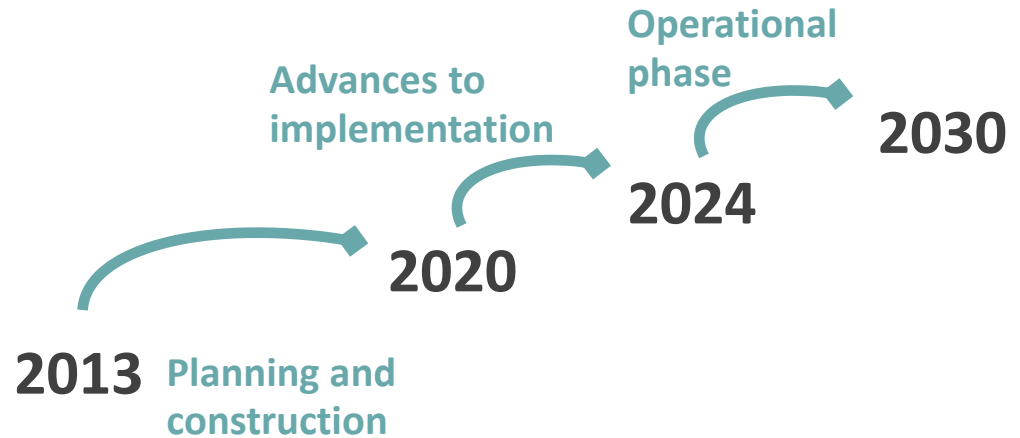 2013
Planning and
construction
2020
Advances to
implementation
2024
Operational
phase
2030